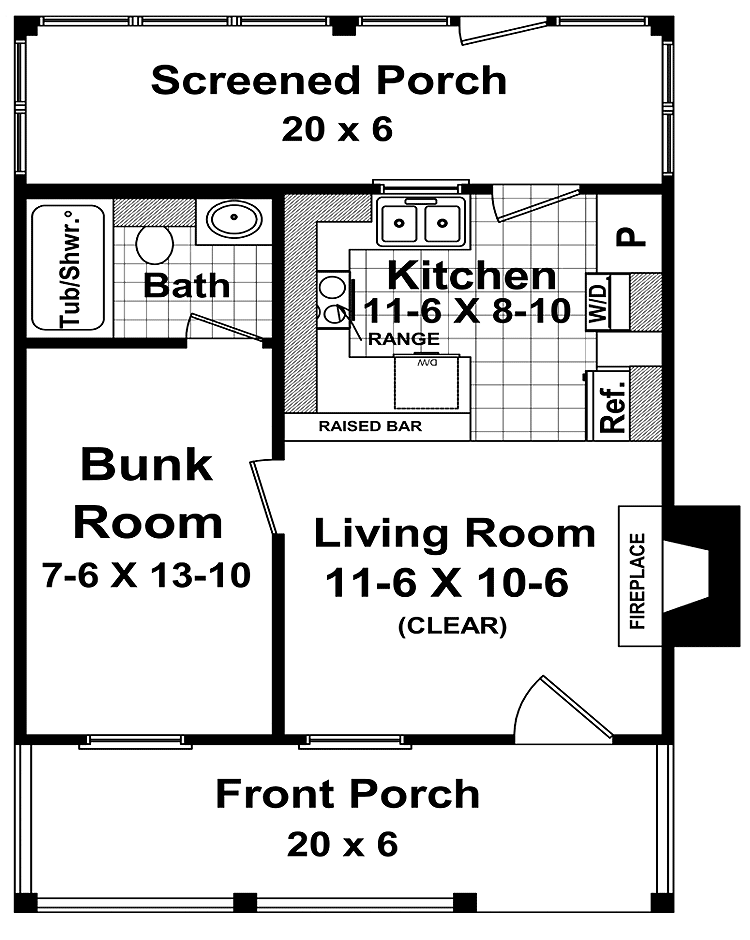 Screened Porch
20 x 6
Tub/Shwr.°
Bath
Kitchen
11-6 X 8-10
RANGE
P
W/D
D/W
Ref.
RAISED BAR
Bunk
Room
7-6 X 13-10
Living Room
11-6 X 10-6
(CLEAR)
FIREPLACE
Front Porch
20 x 6